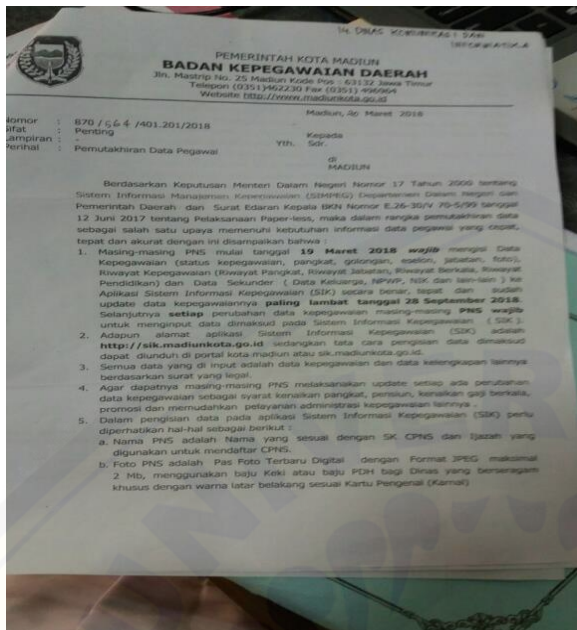 14. DINAS KOMUNIKASI DAN
INFORMATIKA
PEMERINTAH KOTA MADIUN
BADAN KEPEGAWAIAN DAERAH
Jln. Mastrip No. 25 Madiun Kode Pos : 63132 Jawa Timur
Telepon (0351)462230 Fax (0351) 496964
Website http://www.madiunkota.go.id
Madiun, 20 Maret 2018
Nomor : 870 / 664 /401.201/2018
Sifat : Penting
Lampiran : -
Perihal : Pemutakhiran Data Pegawai
Kepada
Yth. Sdr.
di
MADIUN
Berdasarkan Keputusan Menteri Dalam Negeri Nomor 17 Tahun 2000 tentang
Sistem Informasi Manajemen Kepegawaian (SIMPEG) Departemen Dalam Negeri dan
Pemerintah Daerah dan Surat Edaran Kepala BKN Nomor E.26-30/V 70-5/99 tanggal
12 Juni 2017 tentang Pelaksanaan Paper-less, maka dalam rangka pemutakhiran data
sebagai salah satu upaya memenuhi kebutuhan informasi data pegawai yang cepat,
tepat dan akurat dengan ini disampaikan bahwa :
1. Masing-masing PNS mulai tanggal 19 Maret 2018 wajib mengisi Data
Kepegawaian (status kepegawaian, pangkat, golongan, eselon, jabatan, foto),
Riwayat Kepegawaian (Riwayat Pangkat, Riwayat Jabatan, Riwayat Berkala, Riwayat
Pendidikan) dan Data Sekunder ( Data Keluarga, NPWP, NIK dan lain-lain ) ke
Aplikasi Sistem Informasi Kepegawaian (SIK) secara benar, tepat dan sudah
update data kepegawaiannya paling lambat tanggal 28 September 2018.
Selanjutnya setiap perubahan data kepegawaian masing-masing PNS wajib
untuk menginput data dimaksud pada Sistem Informasi Kepegawaian ( SIK ).
2. Adapun alamat aplikasi Sistem Informasi Kepegawaian (SIK) adalah
http://sik.madiunkota.go.id sedangkan tata cara pengisian data dimaksud
dapat diunduh di portal kota madiun atau sik.madiunkota.go.id.
3. Semua data yang di input adalah data kepegawaian dan data kelengkapan lainnya
berdasarkan surat yang legal.
4. Agar dapatnya masing-masing PNS melaksanakan update setiap ada perubahan
data kepegawaian sebagai syarat kenaikan pangkat, pensiun, kenaikan gaji berkala,
promosi dan memudahkan pelayanan administrasi kepegawaian lainnya .
5. Dalam pengisian data pada aplikasi Sistem Informasi Kepegawaian (SIK) perlu
diperhatikan hal-hal sebagai berikut :
a. Nama PNS adalah Nama yang sesuai dengan SK CPNS dan Ijazah yang
digunakan untuk mendaftar CPNS.
b. Foto PNS adalah Pas Foto Terbaru Digital dengan Format JPEG maksimal
2 Mb, menggunakan baju Keki atau baju PDH bagi Dinas yang berseragam
khusus dengan warna latar belakang sesuai Kartu Pengenal (Karnal)